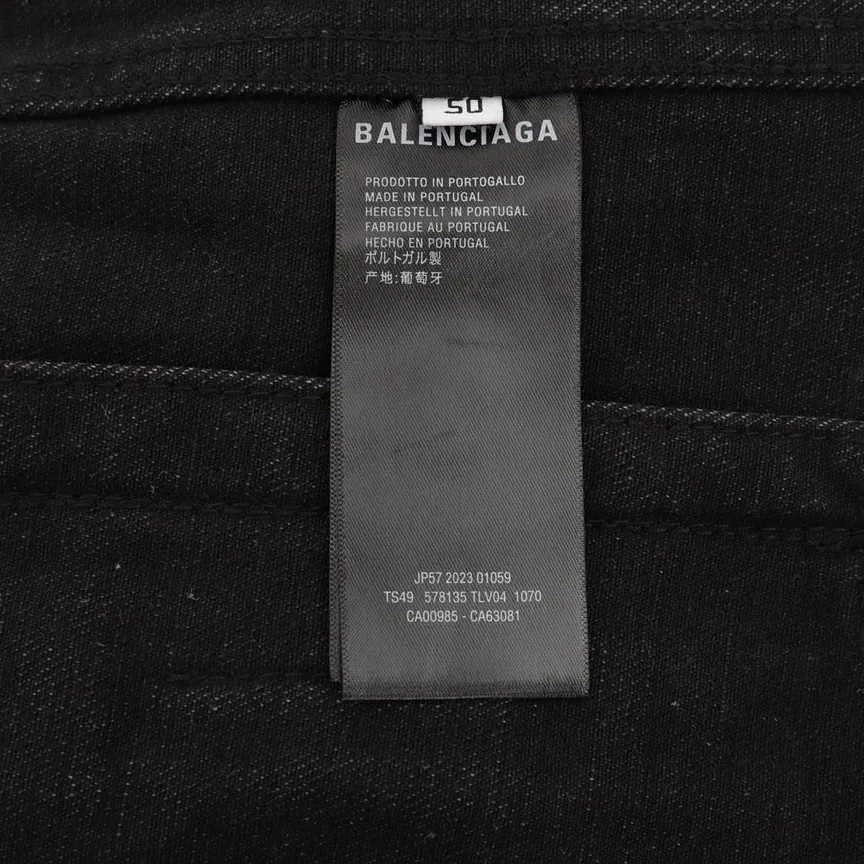 50
BALENCIAGA
PRODOTTO IN PORTOGALLO
MADE IN PORTUGAL
HERGESTELLT IN PORTUGAL
FABRIQUE AU PORTUGAL
HECHO EN PORTUGAL
ポルトガル製
产地:葡萄牙
JP57 2023 01059
TS49 578135 TLV04 1070
CA00985 - CA63081